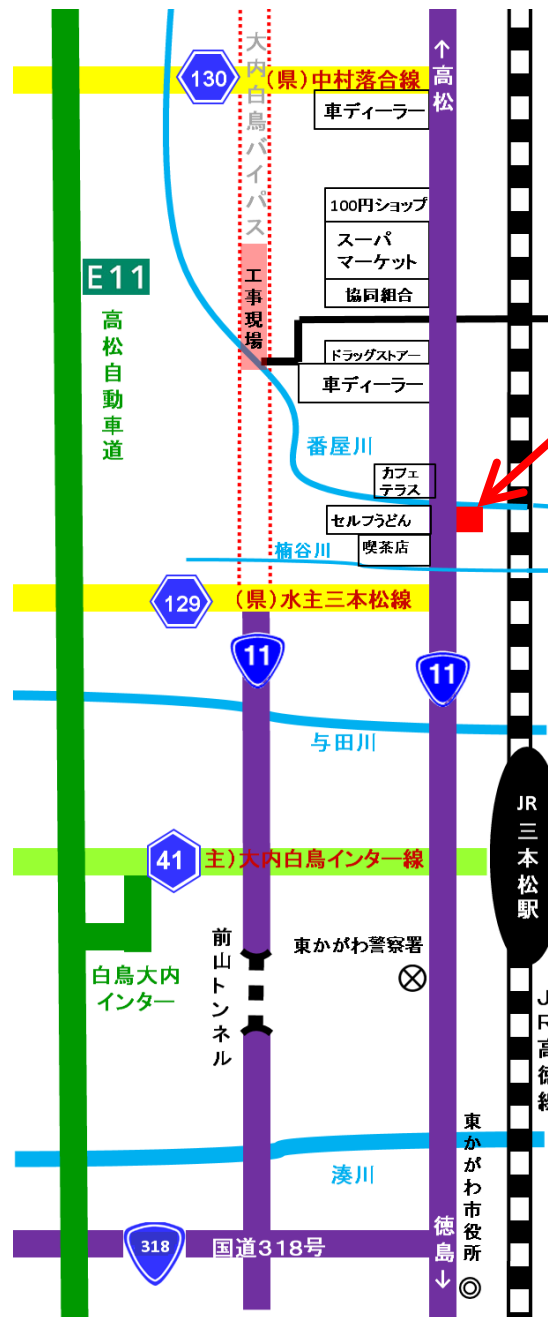 130
(県)中村落合線
大内白鳥バイパス
↑高松
車ディーラー
100円ショップ
スーパ
マーケット
協同組合
E11
高松自動車道
工事現場
ドラッグストアー
車ディーラー
番屋川
カフェ
テラス
セルフうどん
楠谷川
喫茶店
129
(県)水主三本松線
11
11
与田川
JR三本松駅
41
主)大内白鳥インター線
前山トンネル
東かがわ警察署
白鳥大内
インター
JR高徳線
東かがわ市役所
湊川
318
国道318号
徳島↓